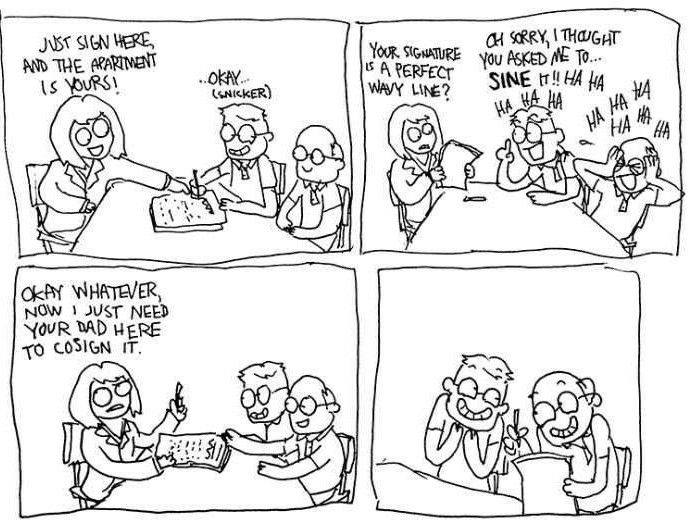 JUST SIGN HERE,
AND THE APARTMENT
IS YOURS!
..OKAY...
(SNICKER)
YOUR SIGNATURE
IS A PERFECT
WAVY LINE?
OH SORRY, I THOUGHT
YOU ASKED ME TO...
SINE IT!! HA HA
HA HA HA
HA HA HA
HA HA HA
OKAY WHATEVER,
NOW I JUST NEED
YOUR DAD HERE
TO COSIGN IT.